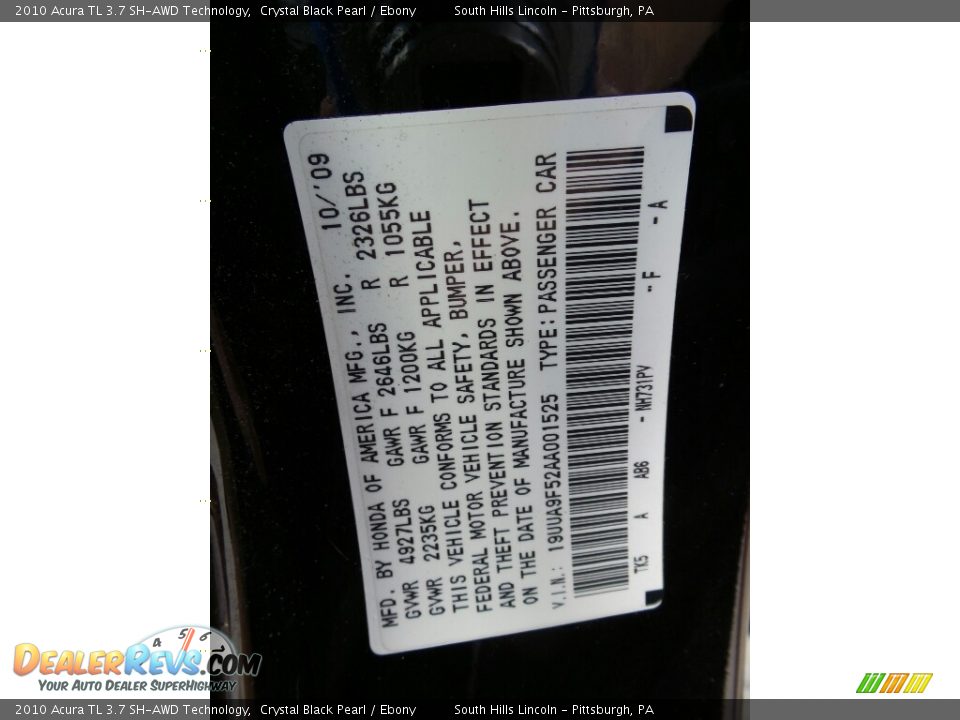 2010 Acura TL 3.7 SH-AWD Technology,  Crystal Black Pearl / Ebony          South Hills Lincoln - Pittsburgh, PA
MFD. BY HONDA OF AMERICA MFG., INC.  10/'09
GVWR 4927LBS  GAWR F 2646LBS  R 2326LBS
GVWR 2235KG  GAWR F 1200KG  R 1055KG
THIS VEHICLE CONFORMS TO ALL APPLICABLE
FEDERAL MOTOR VEHICLE SAFETY, BUMPER,
AND THEFT PREVENTION STANDARDS IN EFFECT
ON THE DATE OF MANUFACTURE SHOWN ABOVE.
V.I.N.: 19UUA9F52AA001525  TYPE:PASSENGER CAR
TK5  A  AB6  - NH731PV  - F  - A
4 5 6
DEALERREVS.COM
YOUR AUTO DEALER SUPERHIGHWAY
2010 Acura TL 3.7 SH-AWD Technology,  Crystal Black Pearl / Ebony          South Hills Lincoln - Pittsburgh, PA